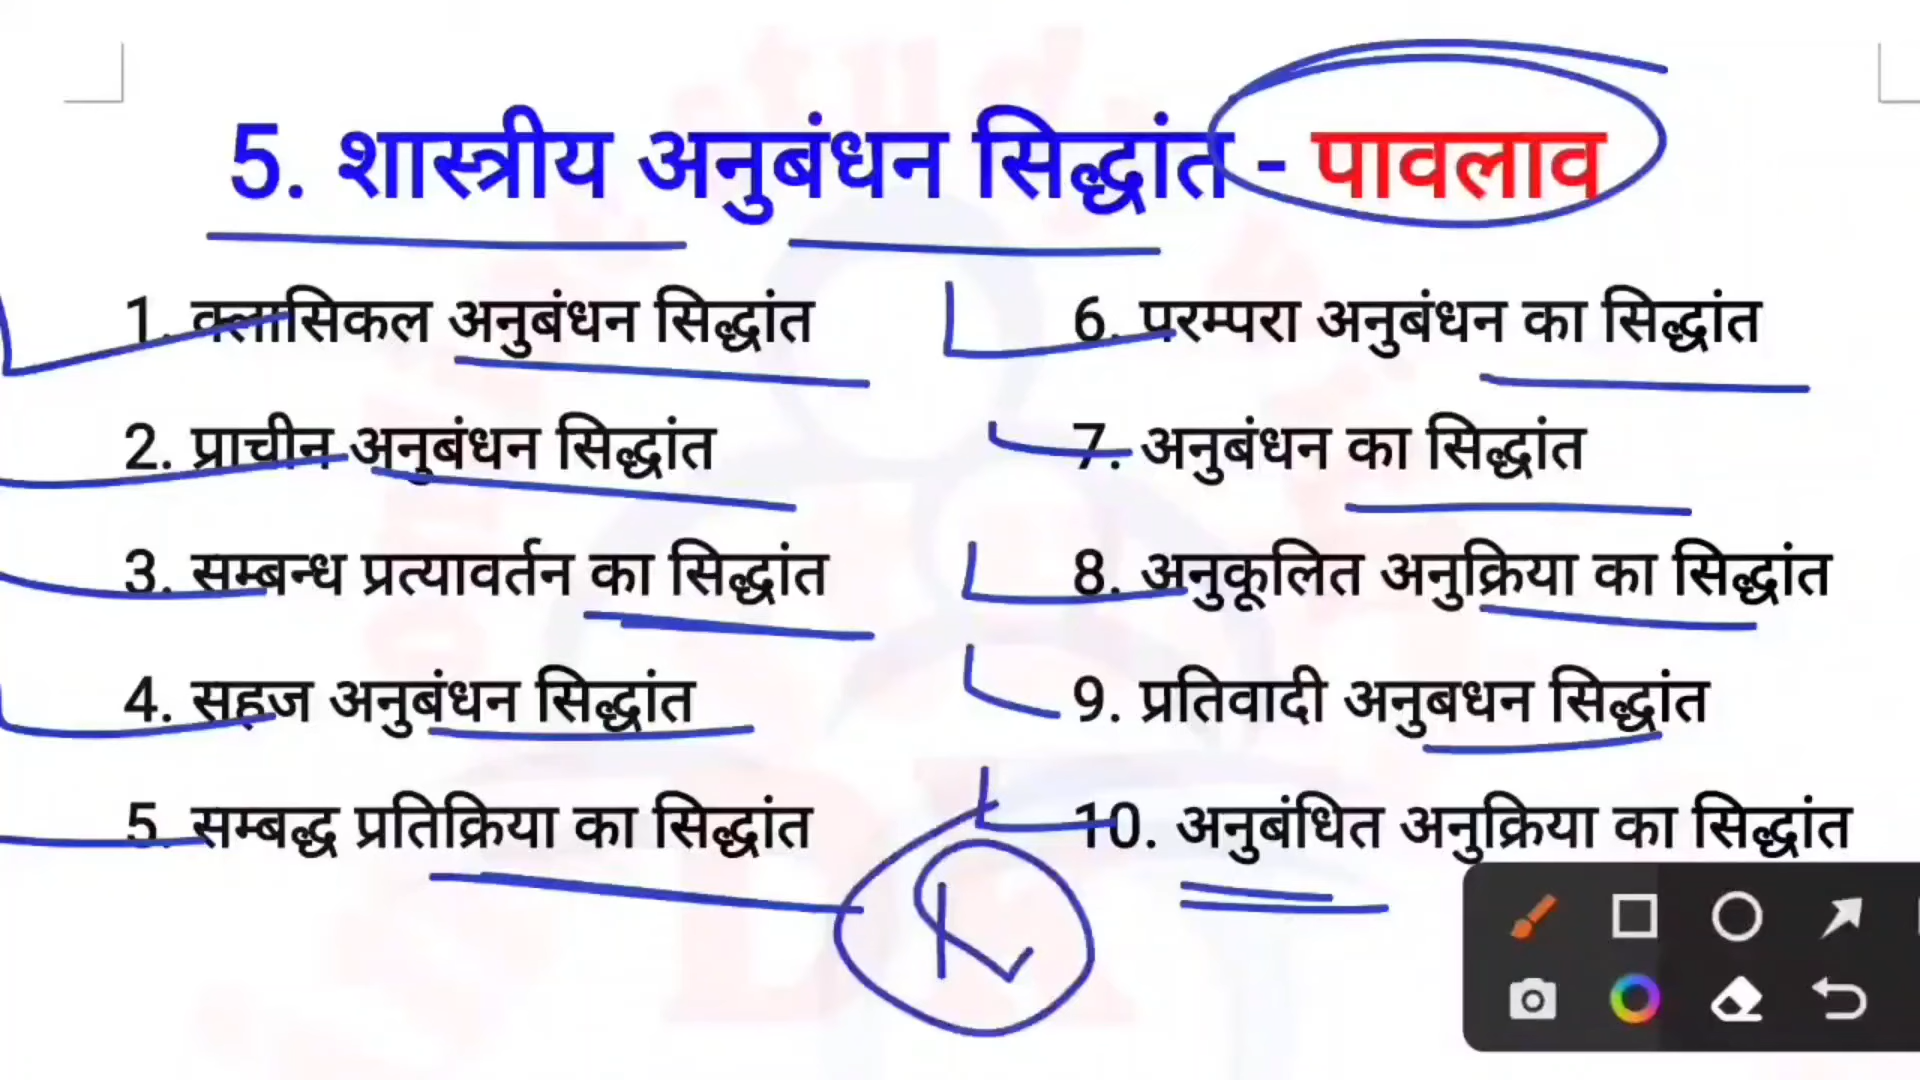 5. शास्त्रीय अनुबंधन सिद्धांत - पावलाव
1. क्लासिकल अनुबंधन सिद्धांत
2. प्राचीन अनुबंधन सिद्धांत
3. सम्बन्ध प्रत्यावर्तन का सिद्धांत
4. सहज अनुबंधन सिद्धांत
5. सम्बद्ध प्रतिक्रिया का सिद्धांत
6. परम्परा अनुबंधन का सिद्धांत
7. अनुबंधन का सिद्धांत
8. अनुकूलित अनुक्रिया का सिद्धांत
9. प्रतिवादी अनुबधन सिद्धांत
10. अनुबंधित अनुक्रिया का सिद्धांत